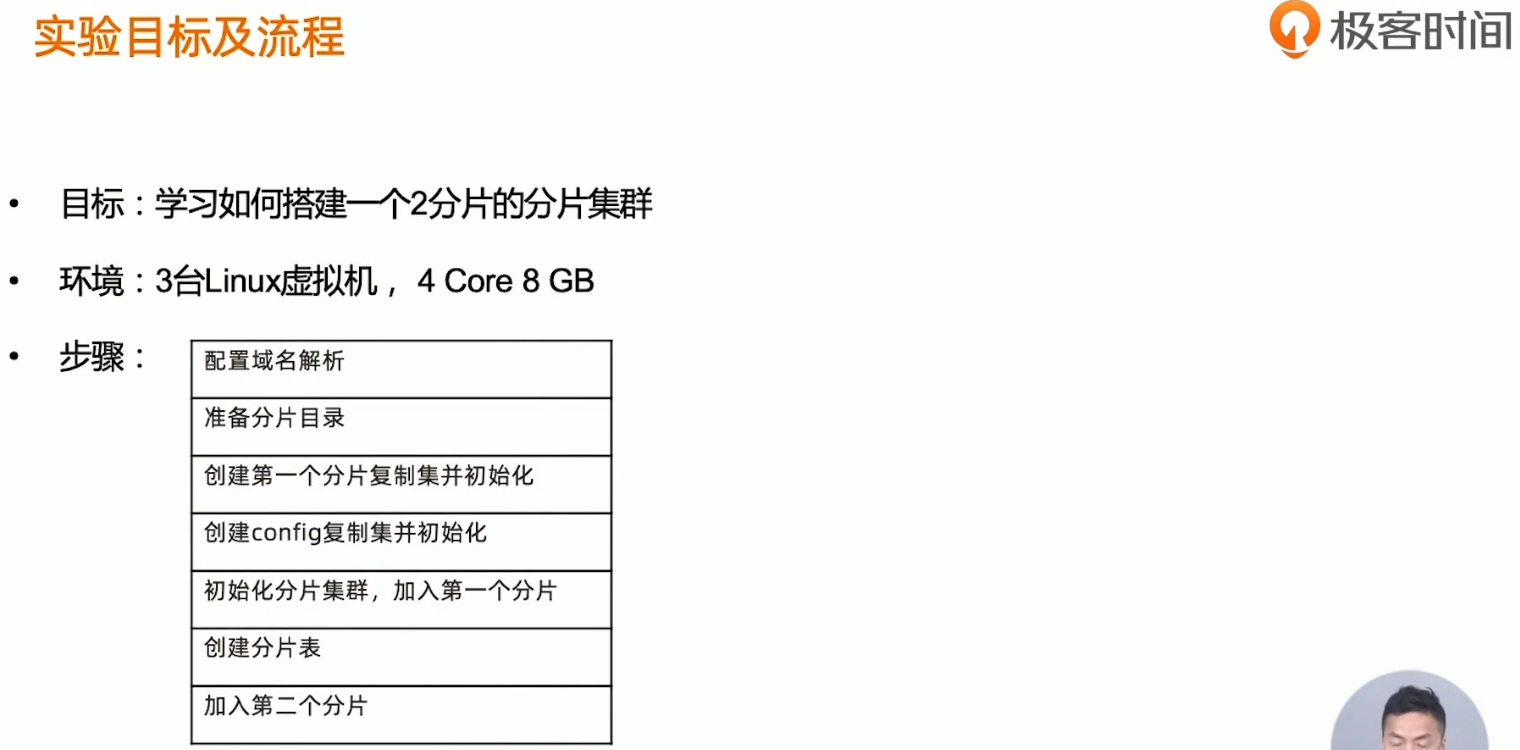 实验目标及流程
极客时间
• 目标：学习如何搭建一个2分片的分片集群
• 环境：3台Linux虚拟机， 4 Core 8 GB
• 步骤：
配置域名解析
准备分片目录
创建第一个分片复制集并初始化
创建config复制集并初始化
初始化分片集群，加入第一个分片
创建分片表
加入第二个分片